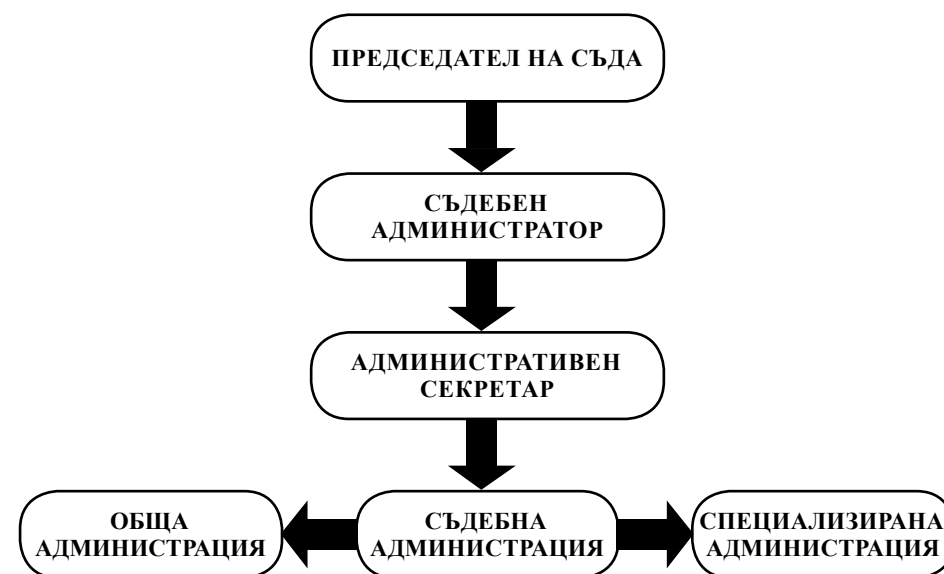 ПРЕДСЕДАТЕЛ НА СЪДА
СЪДЕБЕН
АДМИНИСТРАТОР
АДМИНИСТРАТИВЕН
СЕКРЕТАР
ОБЩА
АДМИНИСТРАЦИЯ
СЪДЕБНА
АДМИНИСТРАЦИЯ
СПЕЦИАЛИЗИРАНА
АДМИНИСТРАЦИЯ